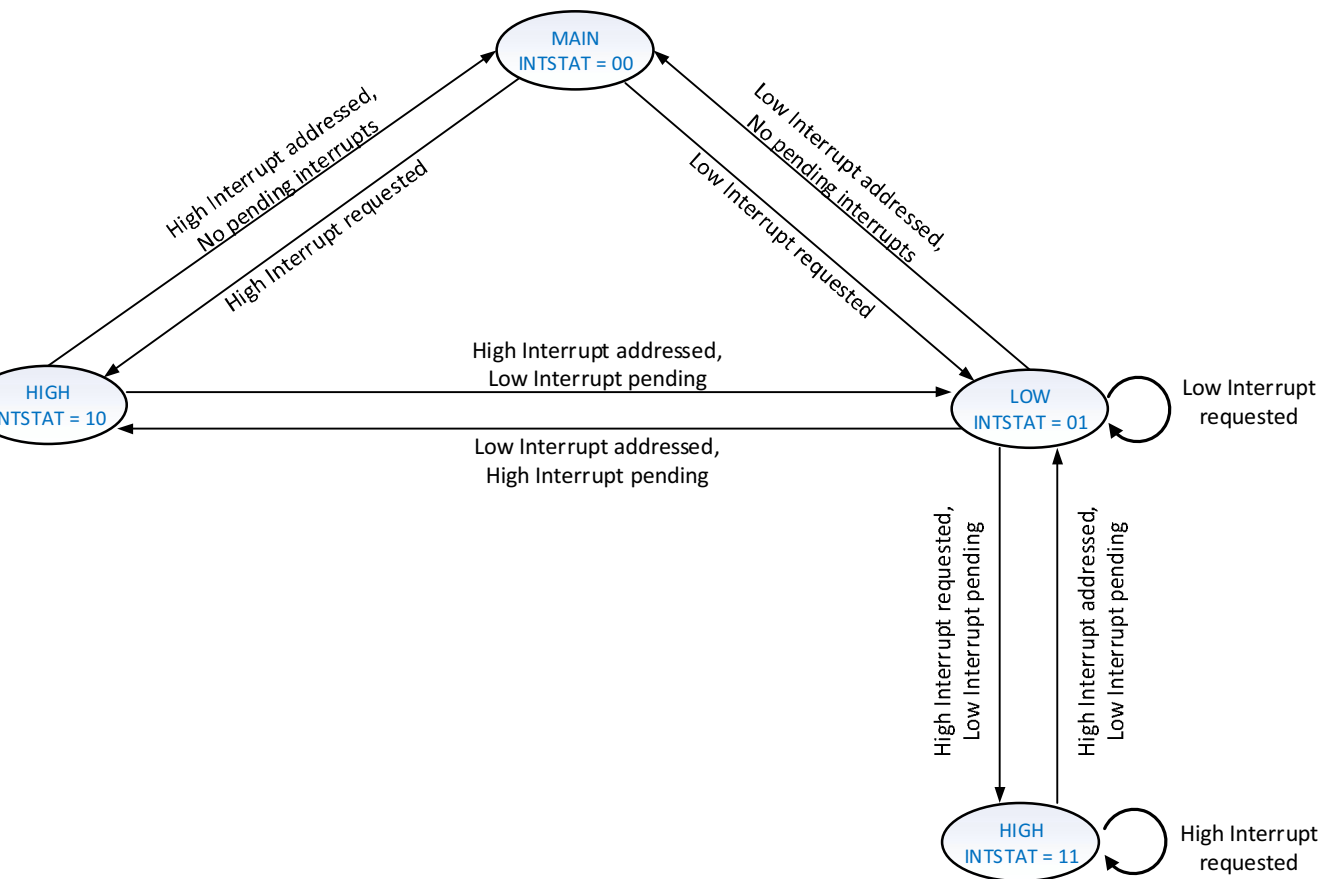 MAIN
INTSTAT = 00
High Interrupt addressed,
No pending interrupts
High Interrupt requested
Low Interrupt addressed,
No pending interrupts
Low Interrupt requested
High Interrupt addressed,
Low Interrupt pending
HIGH
NTSTAT = 10
LOW
INTSTAT = 01
Low Interrupt
requested
Low Interrupt addressed,
High Interrupt pending
High Interrupt requested,
Low Interrupt pending
High Interrupt addressed,
Low Interrupt pending
HIGH
INTSTAT = 11
High Interrupt
requested